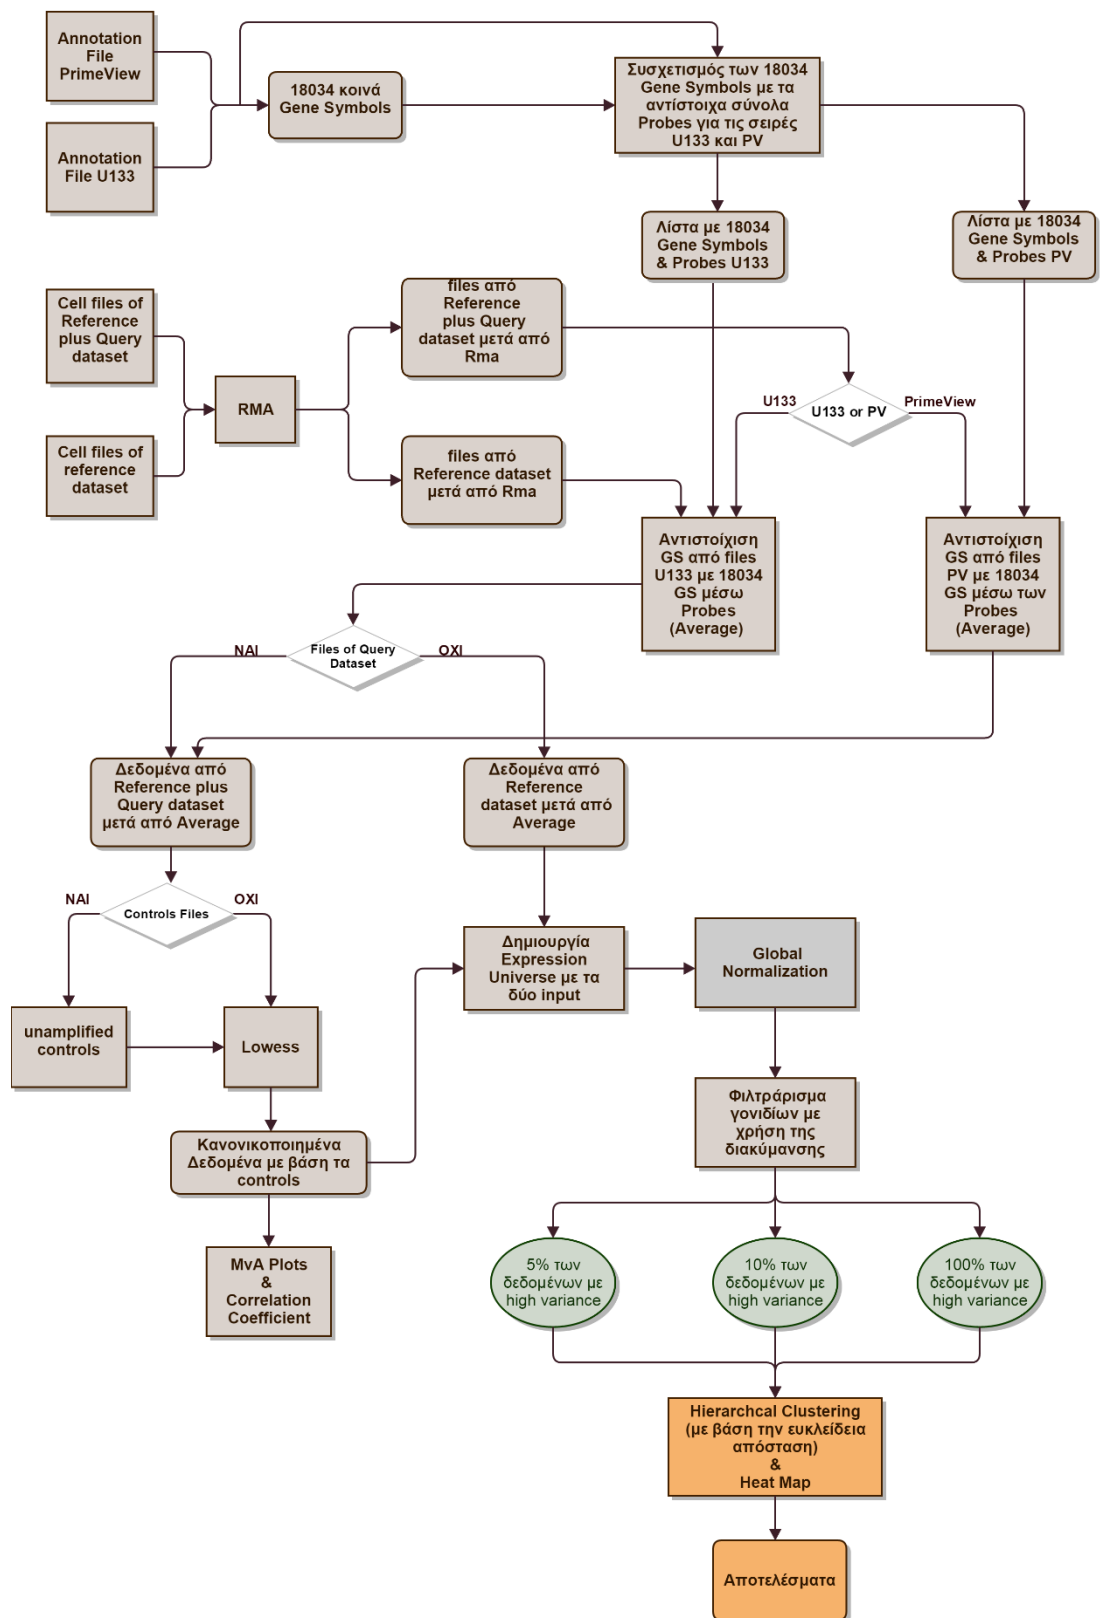 Annotation
File
PrimeView
18034 κοινά
Gene Symbols
Συσχετισμός των 18034
Gene Symbols με τα
αντίστοιχα σύνολα
Probes για τις σειρές
U133 και PV
Annotation
File U133
Λίστα με 18034
Gene Symbols
& Probes U133
Λίστα με 18034
Gene Symbols
& Probes PV
Cell files of
Reference
plus Query
dataset
files από
Reference
plus Query
dataset μετά από
Rma
RMA
U133
U133 or PV
PrimeView
Cell files of
reference
dataset
files από
Reference dataset
μετά από Rma
Αντιστοίχιση
GS από files
U133 με 18034
GS μέσω
Probes
(Average)
Αντιστοίχιση
GS από files
PV με 18034
GS μέσω των
Probes
(Average)
ΝΑΙ
Files of Query
Dataset
ΟΧΙ
Δεδομένα από
Reference plus
Query dataset
μετά από Average
Δεδομένα από
Reference
dataset μετά από
Average
ΝΑΙ
Controls Files
ΟΧΙ
Δημιουργία
Expression
Universe με τα
δύο input
Global
Normalization
unamplified
controls
Lowess
Φιλτράρισμα
γονιδίων με
χρήση της
διακύμανσης
Κανονικοποιημένα
Δεδομένα με βάση τα
controls
MvA Plots
&
Correlation
Coefficient
5% των
δεδομένων με
high variance
10% των
δεδομένων με
high variance
100% των
δεδομένων με
high variance
Hierarchcal Clustering
(με βάση την ευκλείδεια
απόσταση)
&
Heat Map
Αποτελέσματα